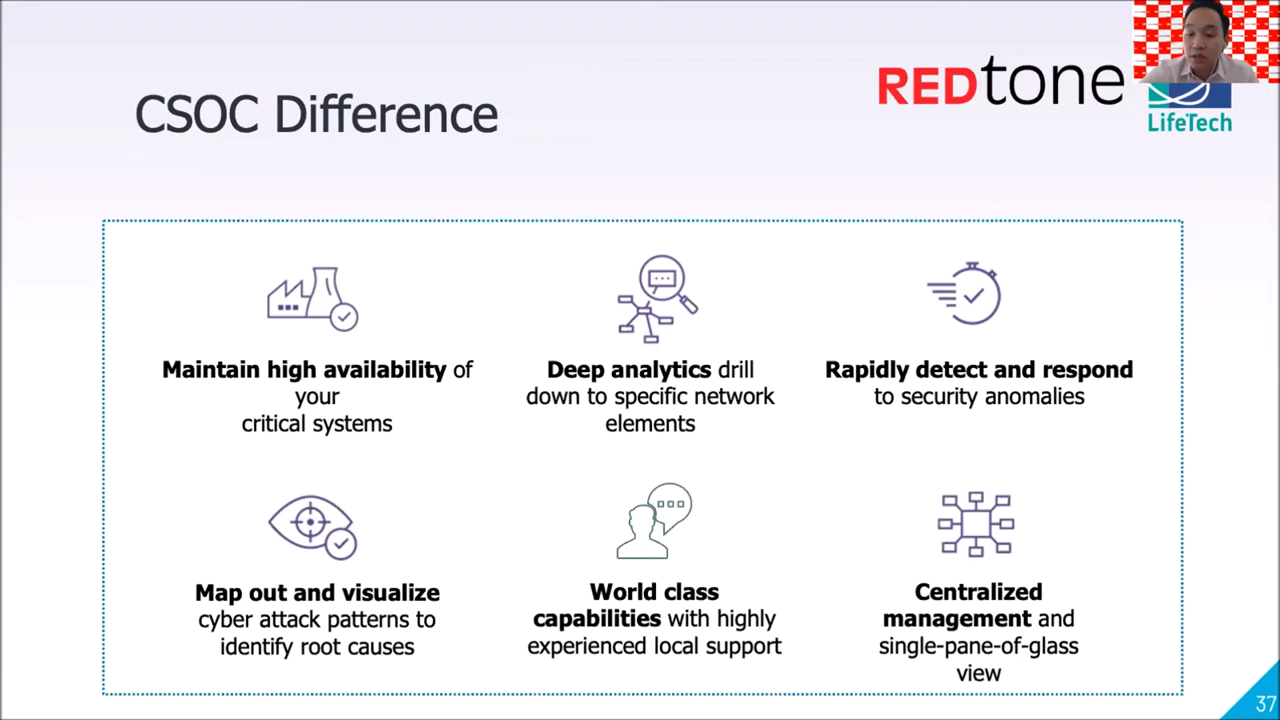 REDtone
LifeTech
CSOC Difference
Maintain high availability of
your
critical systems
Deep analytics drill
down to specific network
elements
Rapidly detect and respond
to security anomalies
Map out and visualize
cyber attack patterns to
identify root causes
World class
capabilities with highly
experienced local support
Centralized
management and
single-pane-of-glass
view
37